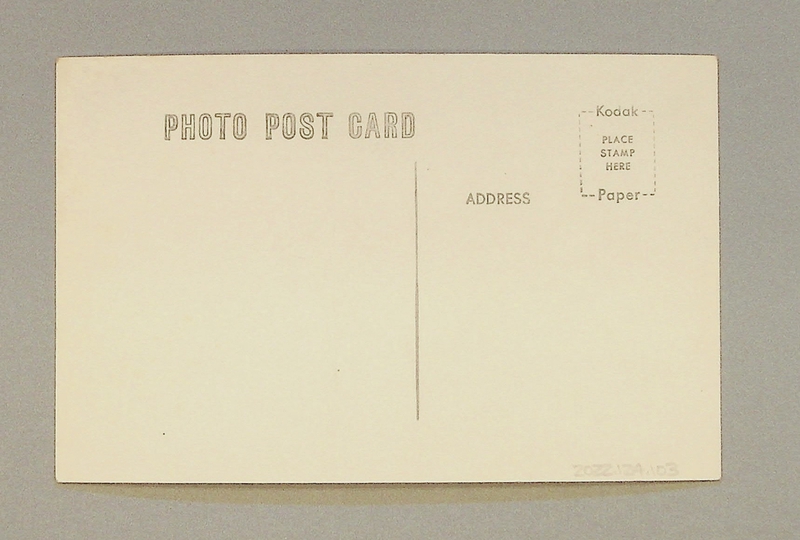 PHOTO POST CARD
Kodak
PLACE
STAMP
HERE
Paper
ADDRESS
2022.124.103